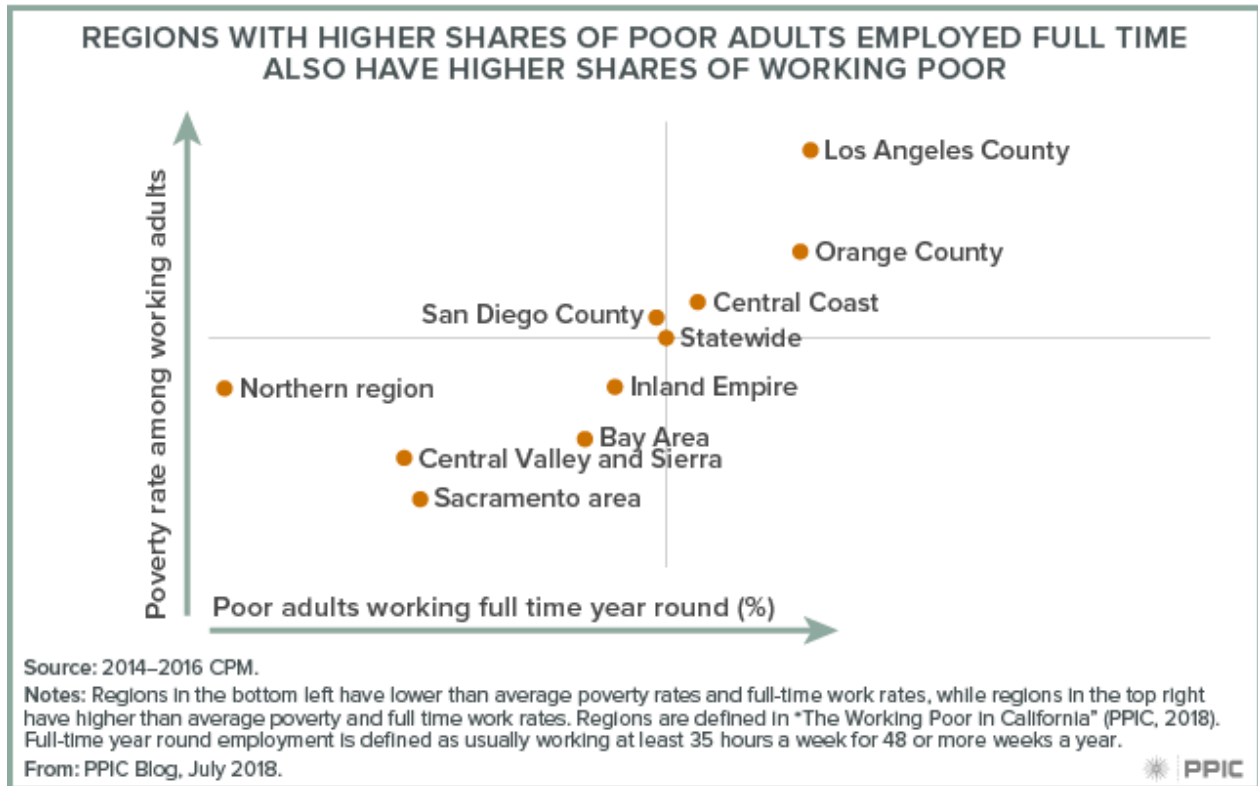 REGIONS WITH HIGHER SHARES OF POOR ADULTS EMPLOYED FULL TIME
ALSO HAVE HIGHER SHARES OF WORKING POOR
Poverty rate among working adults
Los Angeles County
Orange County
Central Coast
San Diego County
Statewide
Northern region
Inland Empire
Bay Area
Central Valley and Sierra
Sacramento area
Poor adults working full time year round (%)
Source: 2014–2016 CPM.
Notes: Regions in the bottom left have lower than average poverty rates and full-time work rates, while regions in the top right
have higher than average poverty and full time work rates. Regions are defined in “The Working Poor in California” (PPIC, 2018).
Full-time year round employment is defined as usually working at least 35 hours a week for 48 or more weeks a year.
From: PPIC Blog, July 2018.
PPIC